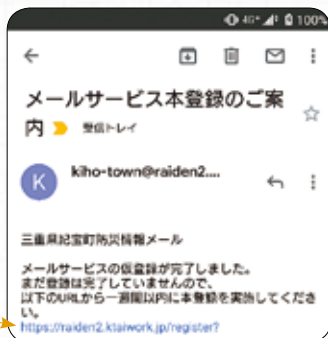 4G+ 100%
メールサービス本登録のご案
内 受信トレイ
K
kiho-town@raiden2....
三重県紀宝町防災情報メール
メールサービスの仮登録が完了しました。
まだ登録は完了していませんので、
以下のURLから一週間以内に本登録を実施してくださ
い。
https://raiden2.ktaiwork.jp/register?